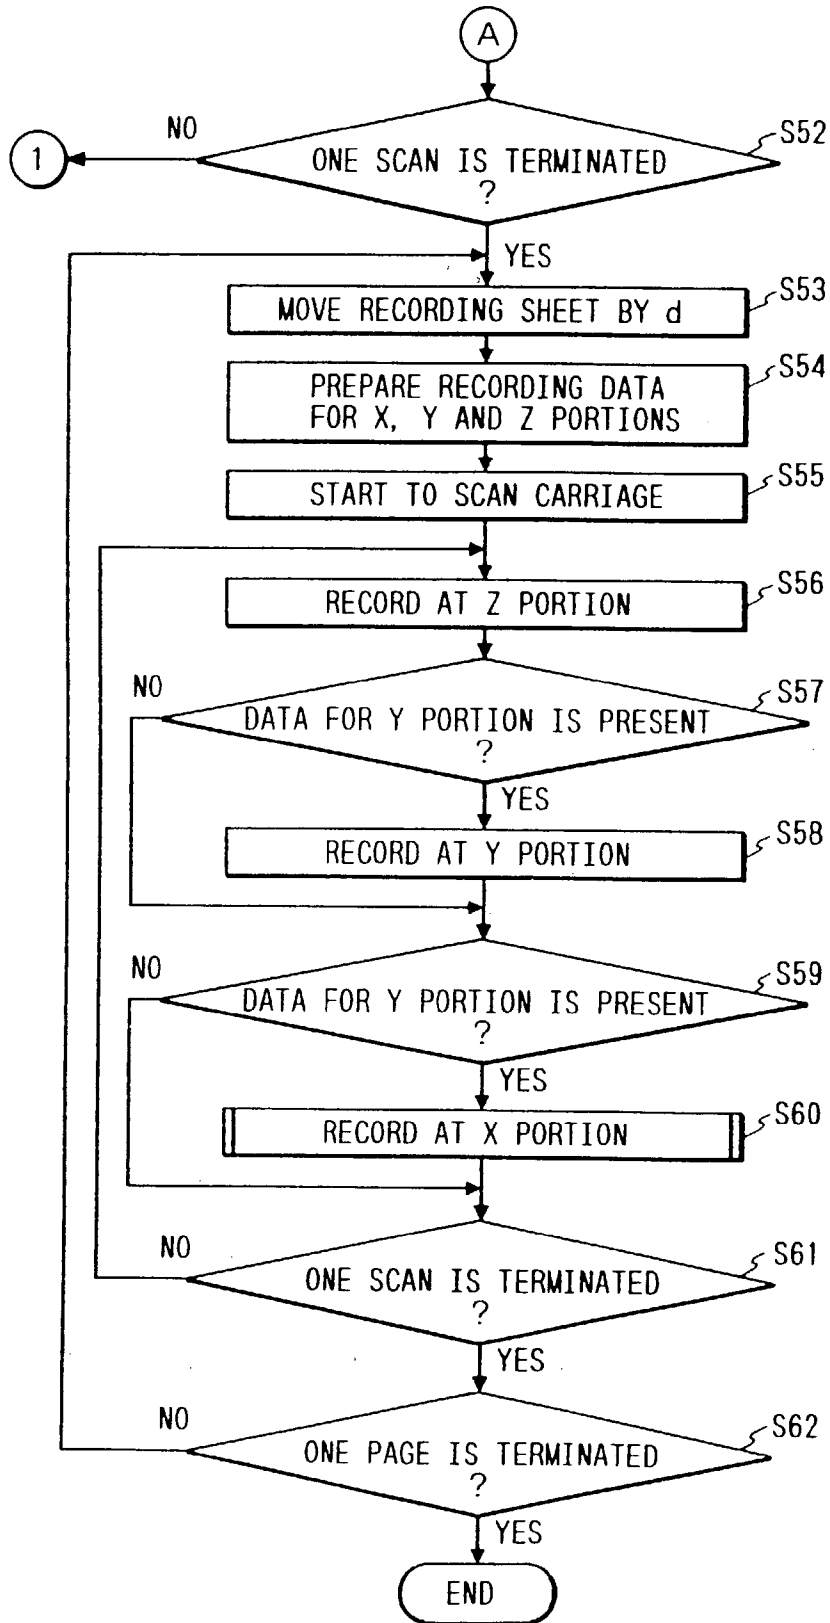 A
NO
S52
1
ONE SCAN IS TERMINATED
?
YES
S53
MOVE RECORDING SHEET BY d
S54
PREPARE RECORDING DATA
FOR X, Y AND Z PORTIONS
S55
START TO SCAN CARRIAGE
S56
RECORD AT Z PORTION
S57
NO
DATA FOR Y PORTION IS PRESENT
?
YES
S58
RECORD AT Y PORTION
S59
NO
DATA FOR Y PORTION IS PRESENT
?
YES
S60
RECORD AT X PORTION
S61
NO
ONE SCAN IS TERMINATED
?
YES
S62
NO
ONE PAGE IS TERMINATED
?
YES
END